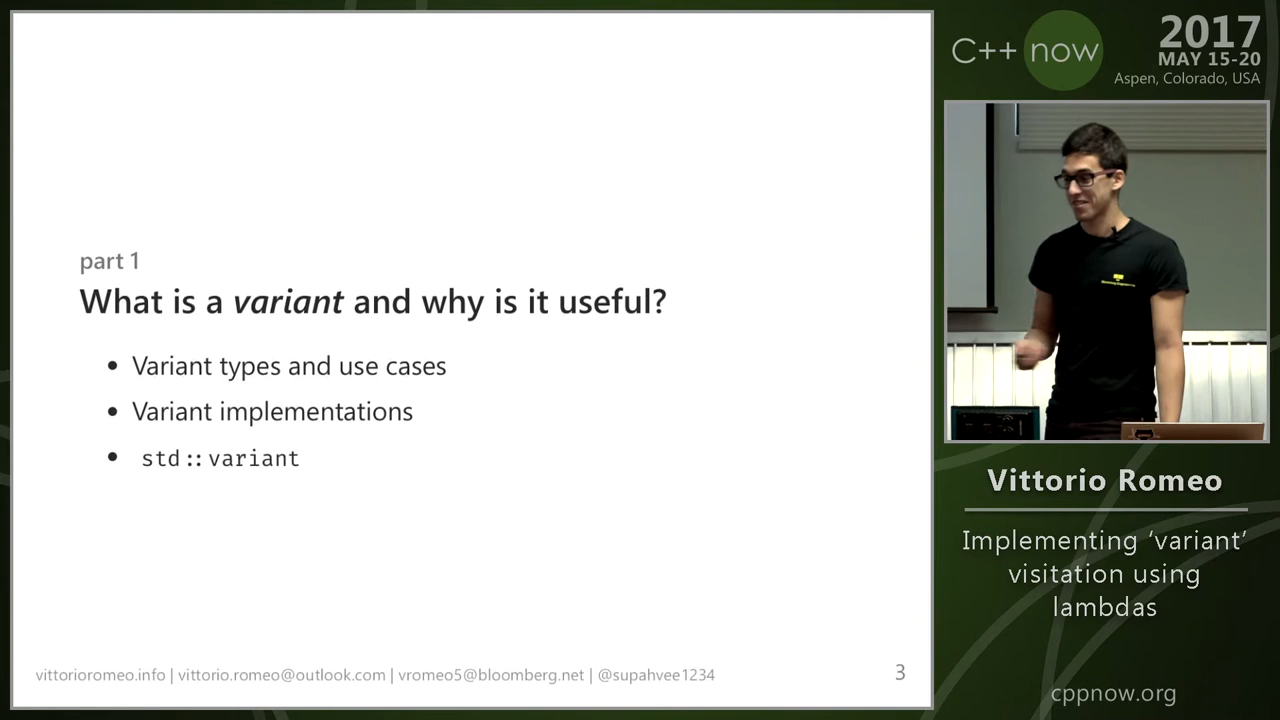 part 1
What is a variant and why is it useful?
• Variant types and use cases
• Variant implementations
• std::variant
vittorioromeo.info | vittorio.romeo@outlook.com | vromeo5@bloomberg.net | @supahvee1234
3
C++ now
2017
MAY 15-20
Aspen, Colorado, USA
Vittorio Romeo
Implementing ‘variant’
visitation using
lambdas
cppnow.org